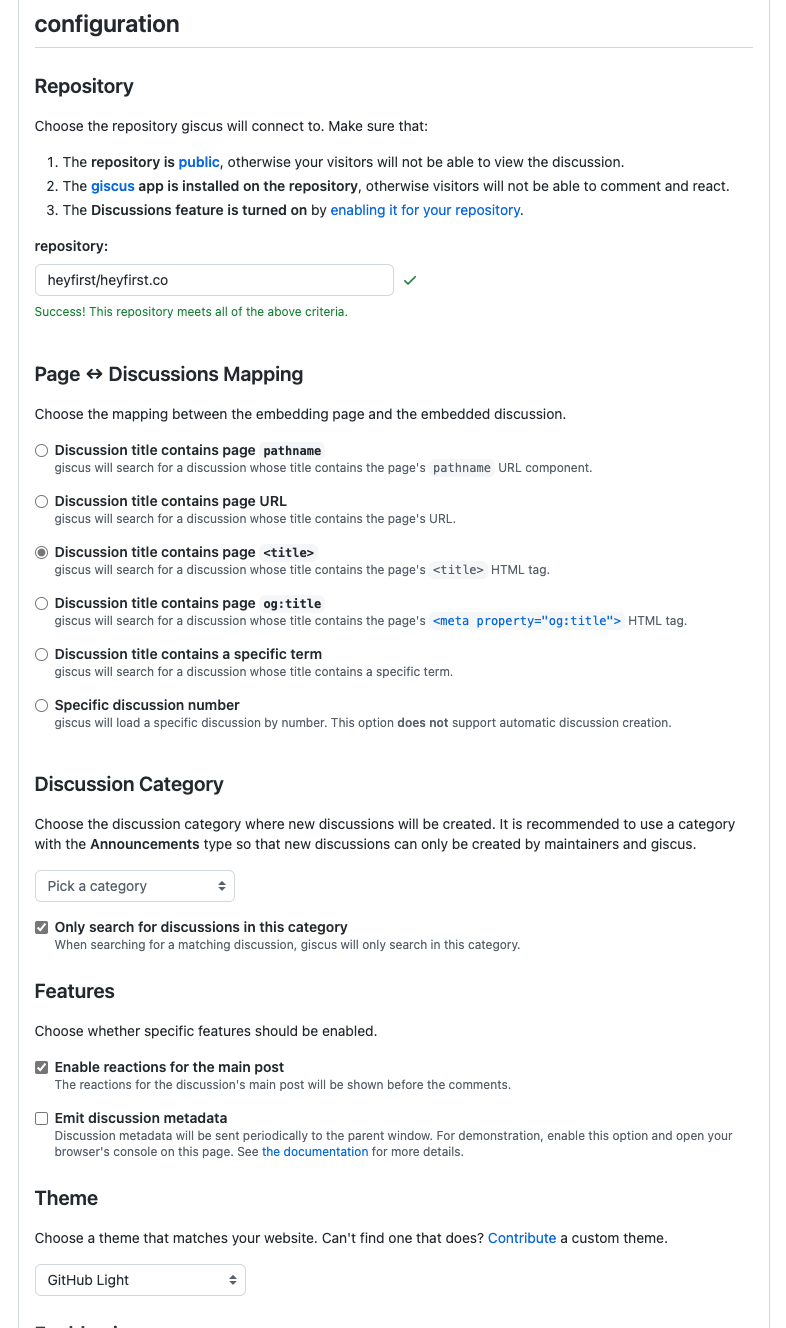 configuration
Repository
Choose the repository giscus will connect to. Make sure that:
1. The repository is public, otherwise your visitors will not be able to view the discussion.
2. The giscus app is installed on the repository, otherwise visitors will not be able to comment and react.
3. The Discussions feature is turned on by enabling it for your repository.
repository:
heyfirst/heyfirst.co
Success! This repository meets all of the above criteria.
Page ↔ Discussions Mapping
Choose the mapping between the embedding page and the embedded discussion.
Discussion title contains page pathname
giscus will search for a discussion whose title contains the page's pathname URL component.
Discussion title contains page URL
giscus will search for a discussion whose title contains the page's URL.
Discussion title contains page <title>
giscus will search for a discussion whose title contains the page's <title> HTML tag.
Discussion title contains page og:title
giscus will search for a discussion whose title contains the page's <meta property="og:title"> HTML tag.
Discussion title contains a specific term
giscus will search for a discussion whose title contains a specific term.
Specific discussion number
giscus will load a specific discussion by number. This option does not support automatic discussion creation.
Discussion Category
Choose the discussion category where new discussions will be created. It is recommended to use a category
with the Announcements type so that new discussions can only be created by maintainers and giscus.
Pick a category
Only search for discussions in this category
When searching for a matching discussion, giscus will only search in this category.
Features
Choose whether specific features should be enabled.
Enable reactions for the main post
The reactions for the discussion's main post will be shown before the comments.
Emit discussion metadata
Discussion metadata will be sent periodically to the parent window. For demonstration, enable this option and open your
browser's console on this page. See the documentation for more details.
Theme
Choose a theme that matches your website. Can't find one that does? Contribute a custom theme.
GitHub Light